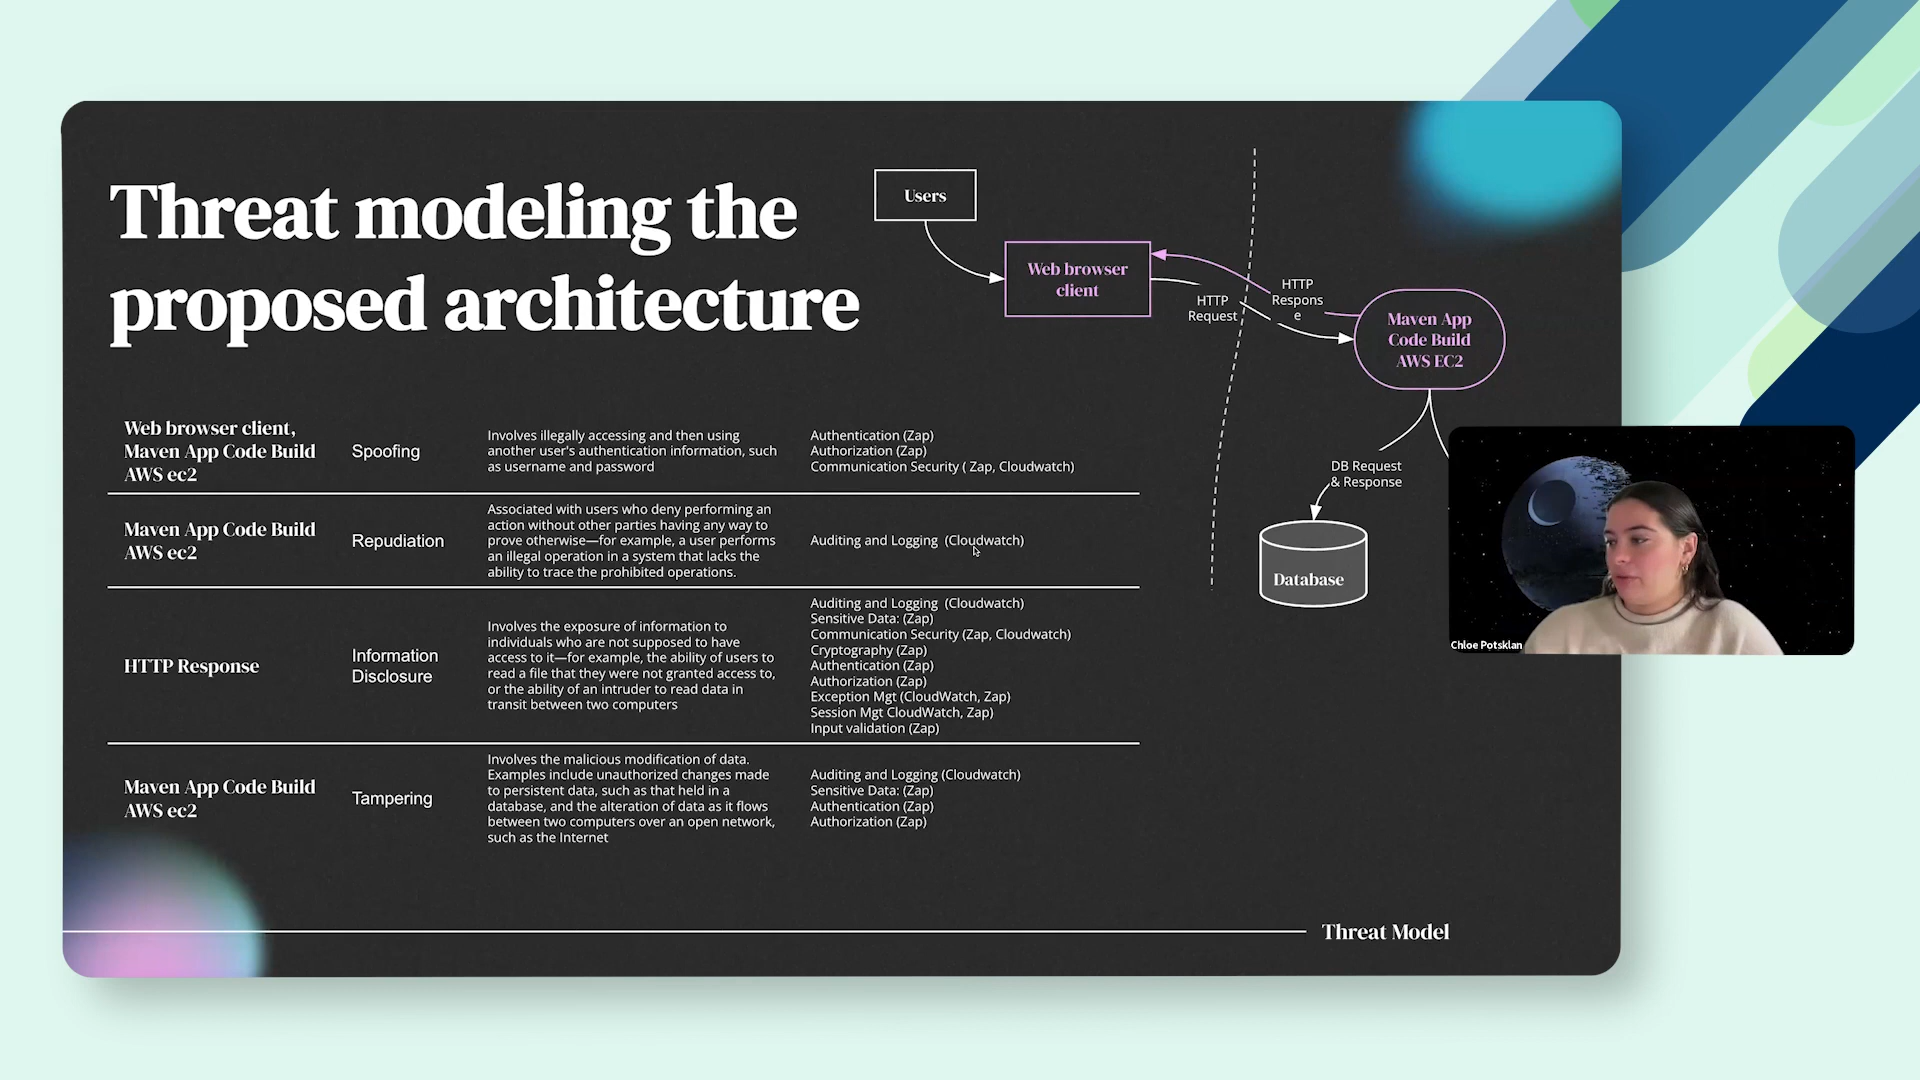 Threat modeling the
proposed architecture
Users
Web browser
client
HTTP
Request
HTTP
Respons
e
Maven App
Code Build
AWS EC2
DB Request
& Response
Database
Web browser client,
Maven App Code Build
AWS ec2
Spoofing
Involves illegally accessing and then using
another user's authentication information, such
as username and password
Authentication (Zap)
Authorization (Zap)
Communication Security ( Zap, Cloudwatch)
Maven App Code Build
AWS ec2
Repudiation
Associated with users who deny performing an
action without other parties having any way to
prove otherwise—for example, a user performs
an illegal operation in a system that lacks the
ability to trace the prohibited operations.
Auditing and Logging (Cloudwatch)
HTTP Response
Information
Disclosure
Involves the exposure of information to
individuals who are not supposed to have
access to it—for example, the ability of users to
read a file that they were not granted access to,
or the ability of an intruder to read data in
transit between two computers
Auditing and Logging (Cloudwatch)
Sensitive Data: (Zap)
Communication Security (Zap, Cloudwatch)
Cryptography (Zap)
Authentication (Zap)
Authorization (Zap)
Exception Mgt (CloudWatch, Zap)
Session Mgt CloudWatch, Zap)
Input validation (Zap)
Maven App Code Build
AWS ec2
Tampering
Involves the malicious modification of data.
Examples include unauthorized changes made
to persistent data, such as that held in a
database, and the alteration of data as it flows
between two computers over an open network,
such as the Internet
Auditing and Logging (Cloudwatch)
Sensitive Data: (Zap)
Authentication (Zap)
Authorization (Zap)
Chloe Potsklan
Threat Model